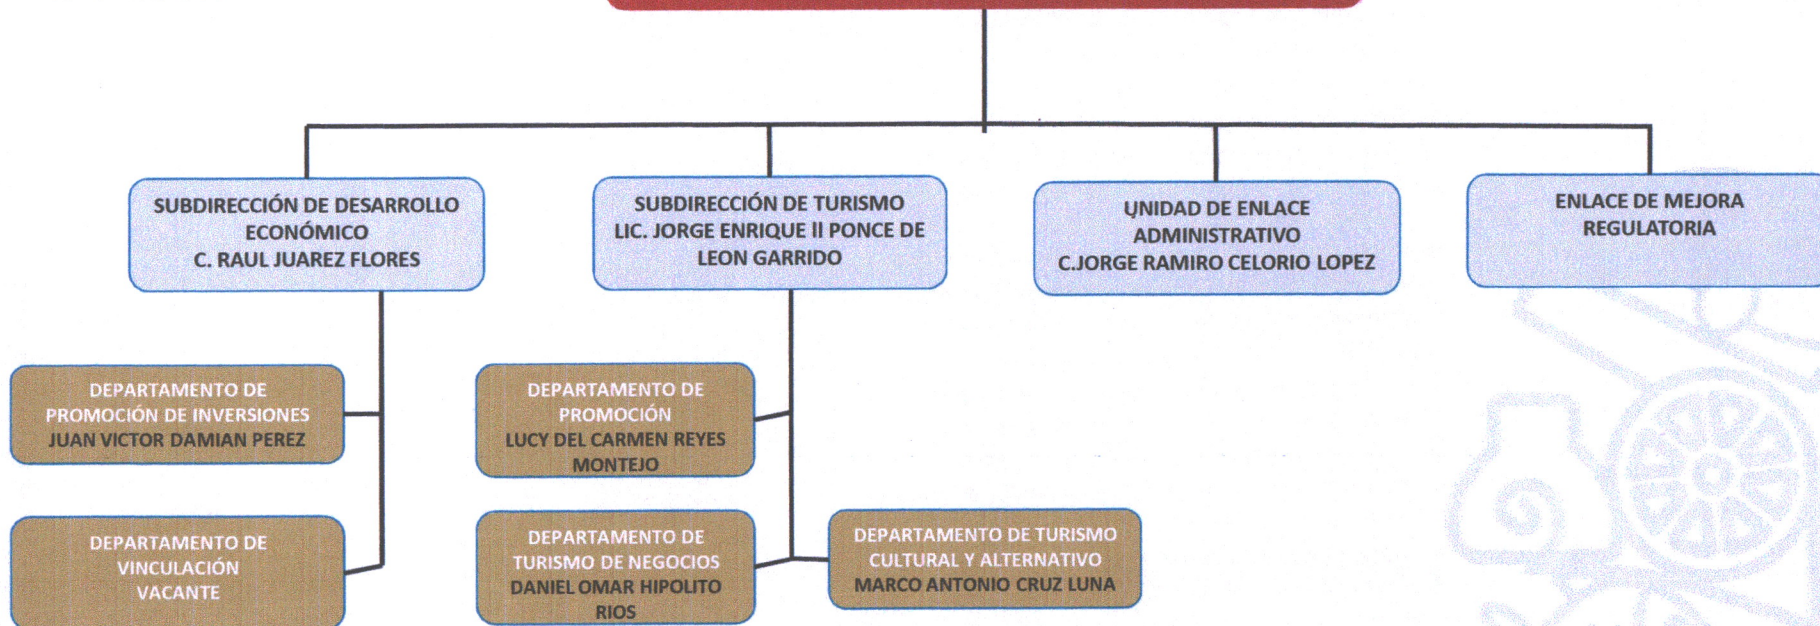 SUBDIRECCIÓN DE DESARROLLO
ECONÓMICO
C. RAUL JUAREZ FLORES
SUBDIRECCIÓN DE TURISMO
LIC. JORGE ENRIQUE II PONCE DE
LEON GARRIDO
UNIDAD DE ENLACE
ADMINISTRATIVO
C.JORGE RAMIRO CELORIO LOPEZ
ENLACE DE MEJORA
REGULATORIA
DEPARTAMENTO DE
PROMOCIÓN DE INVERSIONES
JUAN VICTOR DAMIAN PEREZ
DEPARTAMENTO DE
PROMOCIÓN
LUCY DEL CARMEN REYES
MONTEJO
DEPARTAMENTO DE
VINCULACIÓN
VACANTE
DEPARTAMENTO DE
TURISMO DE NEGOCIOS
DANIEL OMAR HIPOLITO
RIOS
DEPARTAMENTO DE TURISMO
CULTURAL Y ALTERNATIVO
MARCO ANTONIO CRUZ LUNA